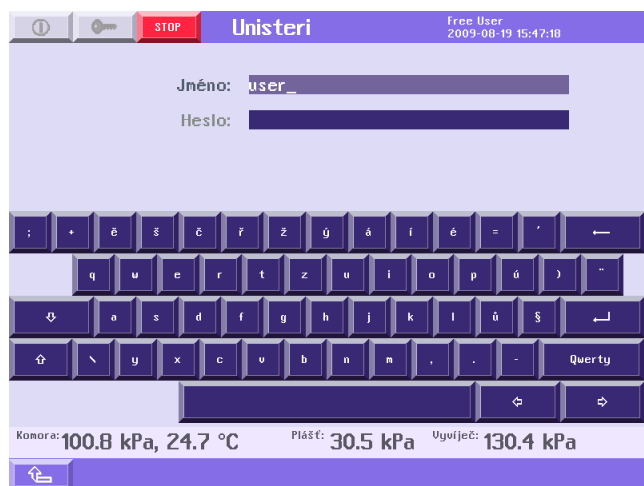 STOP Unisteri Free User
2009-08-19 15:47:18
Jméno: user_
Heslo:
; + ě š č ř ž ý á í é = ´ ←
q w e r t z u i o p ú ) ¨
a s d f g h j k l ů §
\ y x c v b n m , . - Qwerty
Komora: 100.8 kPa, 24.7 °C Plášť: 30.5 kPa Vyvíječ: 130.4 kPa